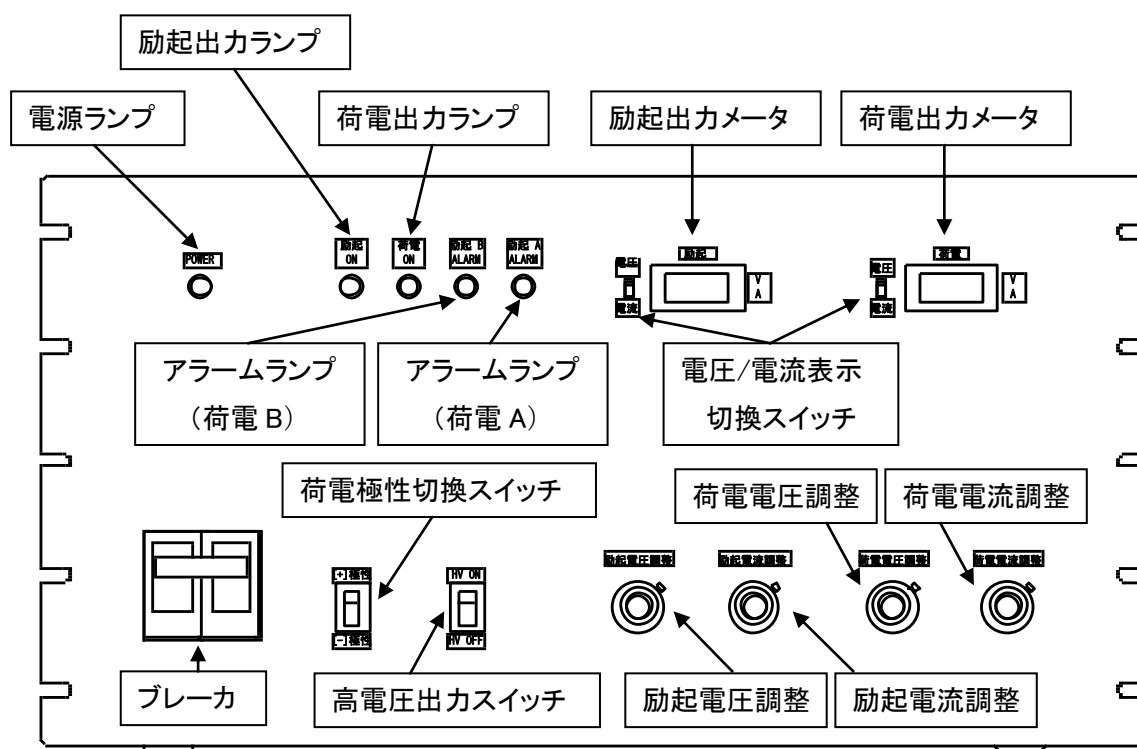 励起出力ランプ
電源ランプ
荷電出力ランプ
励起出力メータ
荷電出力メータ
POWER
励起
ON
荷電
ON
励起 B
ALARM
励起 A
ALARM
電圧
電流
励起
V
A
電圧
電流
荷電
V
A
アラームランプ
（荷電 B）
アラームランプ
（荷電 A）
電圧/電流表示
切換スイッチ
荷電極性切換スイッチ
荷電電圧調整
荷電電流調整
[+]極性
[-]極性
HV ON
HV OFF
励起電圧調整
励起電流調整
荷電電圧調整
荷電電流調整
ブレーカ
高電圧出力スイッチ
励起電圧調整
励起電流調整